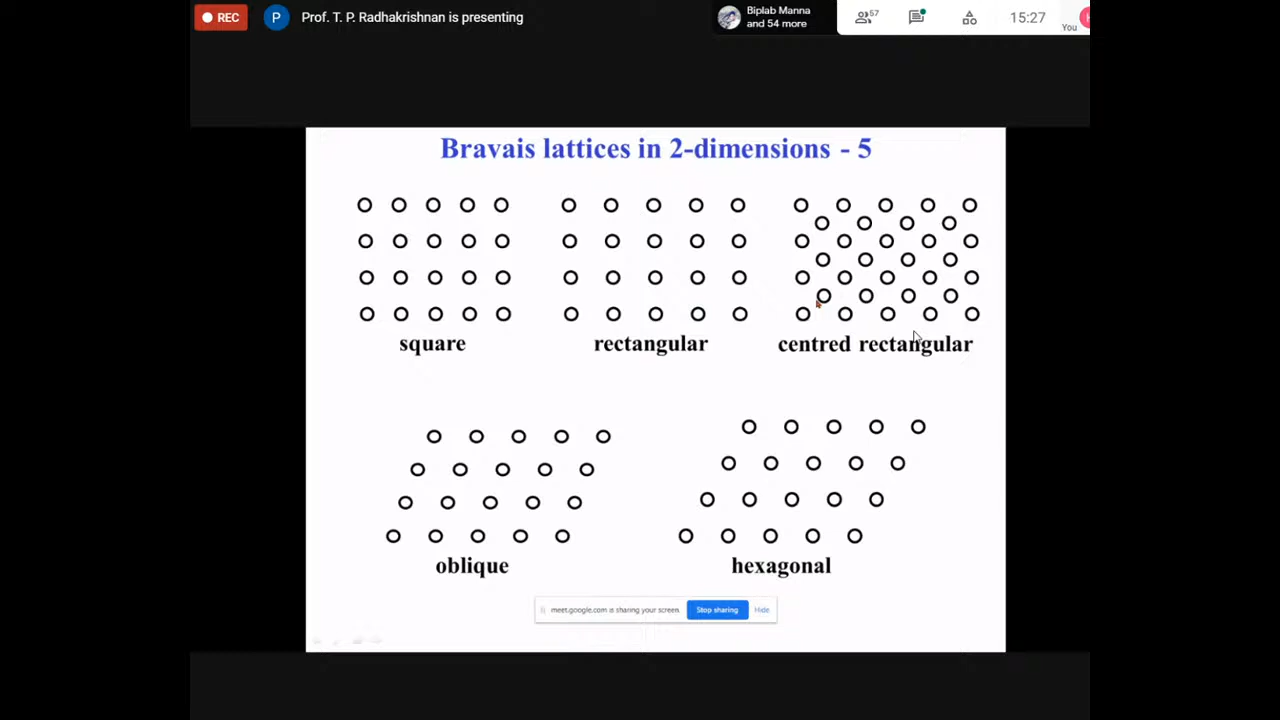 REC
P
Prof. T. P. Radhakrishnan is presenting
Biplab Manna
and 54 more
57
15:27
You
Bravais lattices in 2-dimensions - 5
square
rectangular
centred rectangular
oblique
hexagonal
meet.google.com is sharing your screen.
Stop sharing
Hide